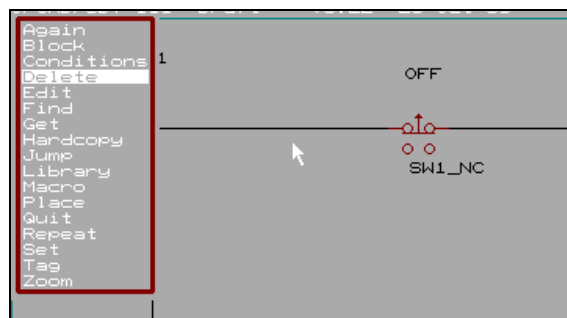 Again
Block
Conditions
Delete
Edit
Find
Get
Hardcopy
Jump
Library
Macro
Place
Quit
Repeat
Set
Tag
Zoom
1
OFF
SW1_NC